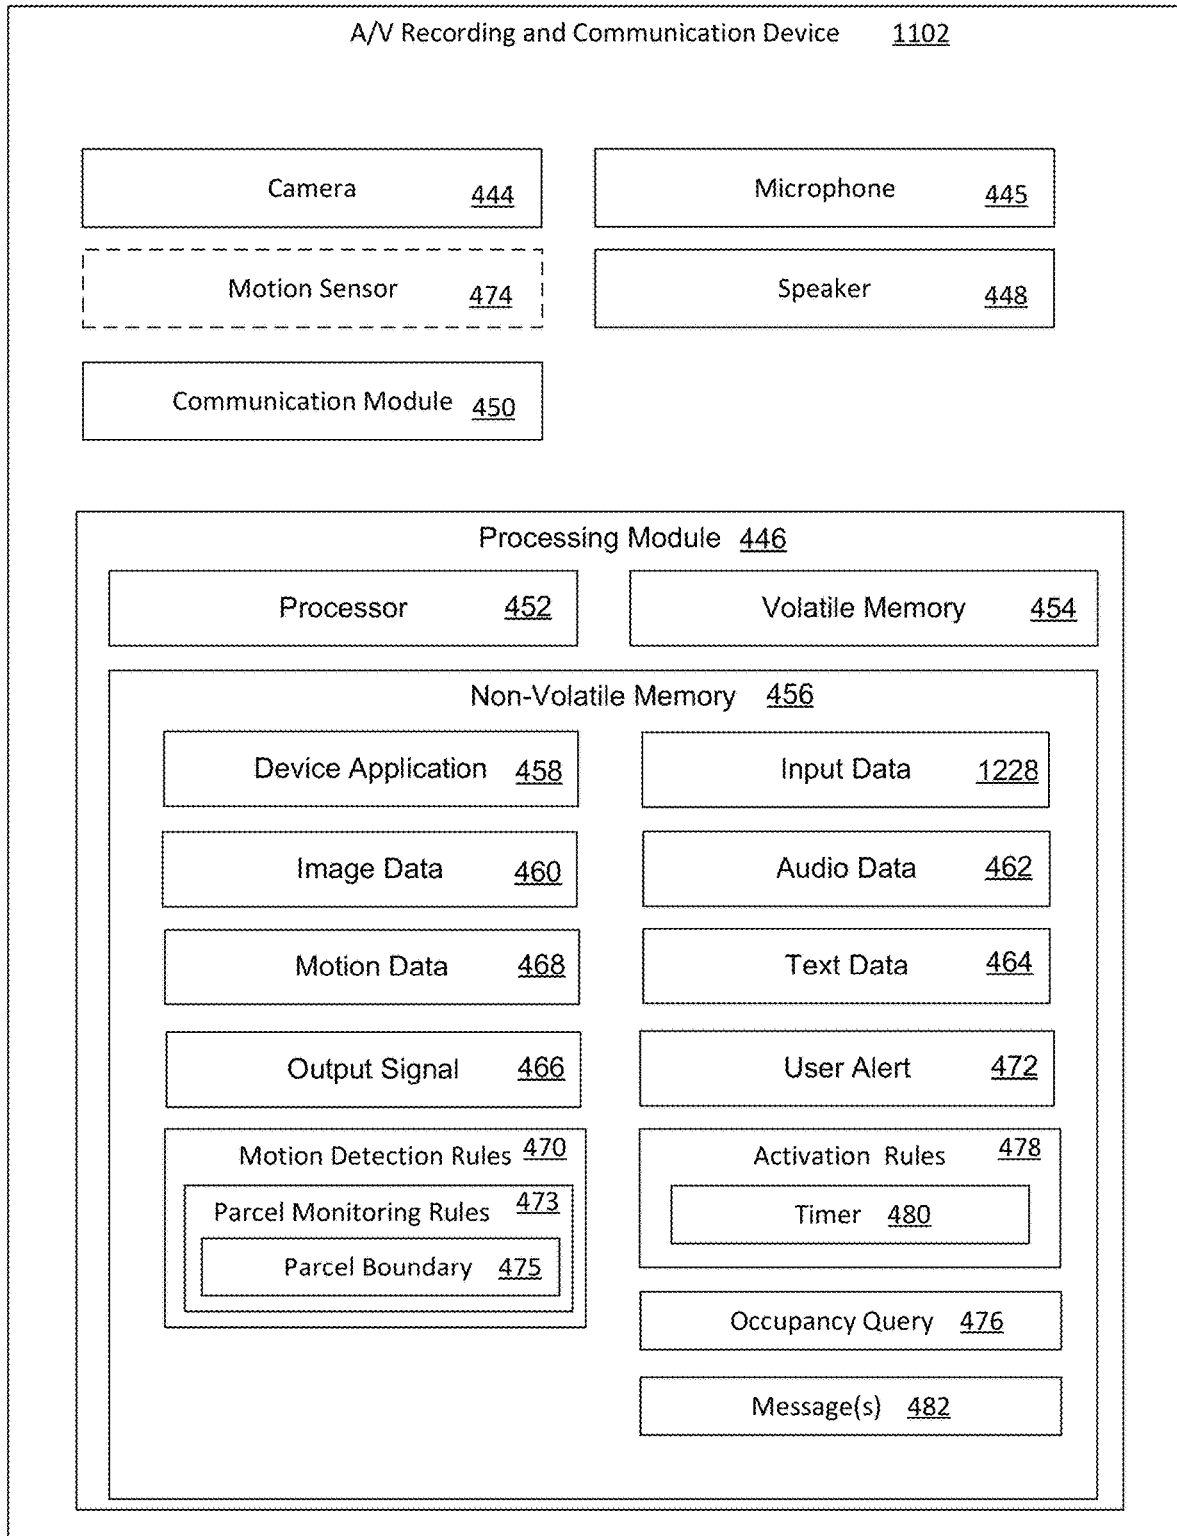 A/V Recording and Communication Device 1102
Camera 444
Microphone 445
Motion Sensor 474
Speaker 448
Communication Module 450
Processing Module 446
Processor 452
Volatile Memory 454
Non-Volatile Memory 456
Device Application 458
Input Data 1228
Image Data 460
Audio Data 462
Motion Data 468
Text Data 464
Output Signal 466
User Alert 472
Motion Detection Rules 470
Parcel Monitoring Rules 473
Parcel Boundary 475
Activation Rules 478
Timer 480
Occupancy Query 476
Message(s) 482